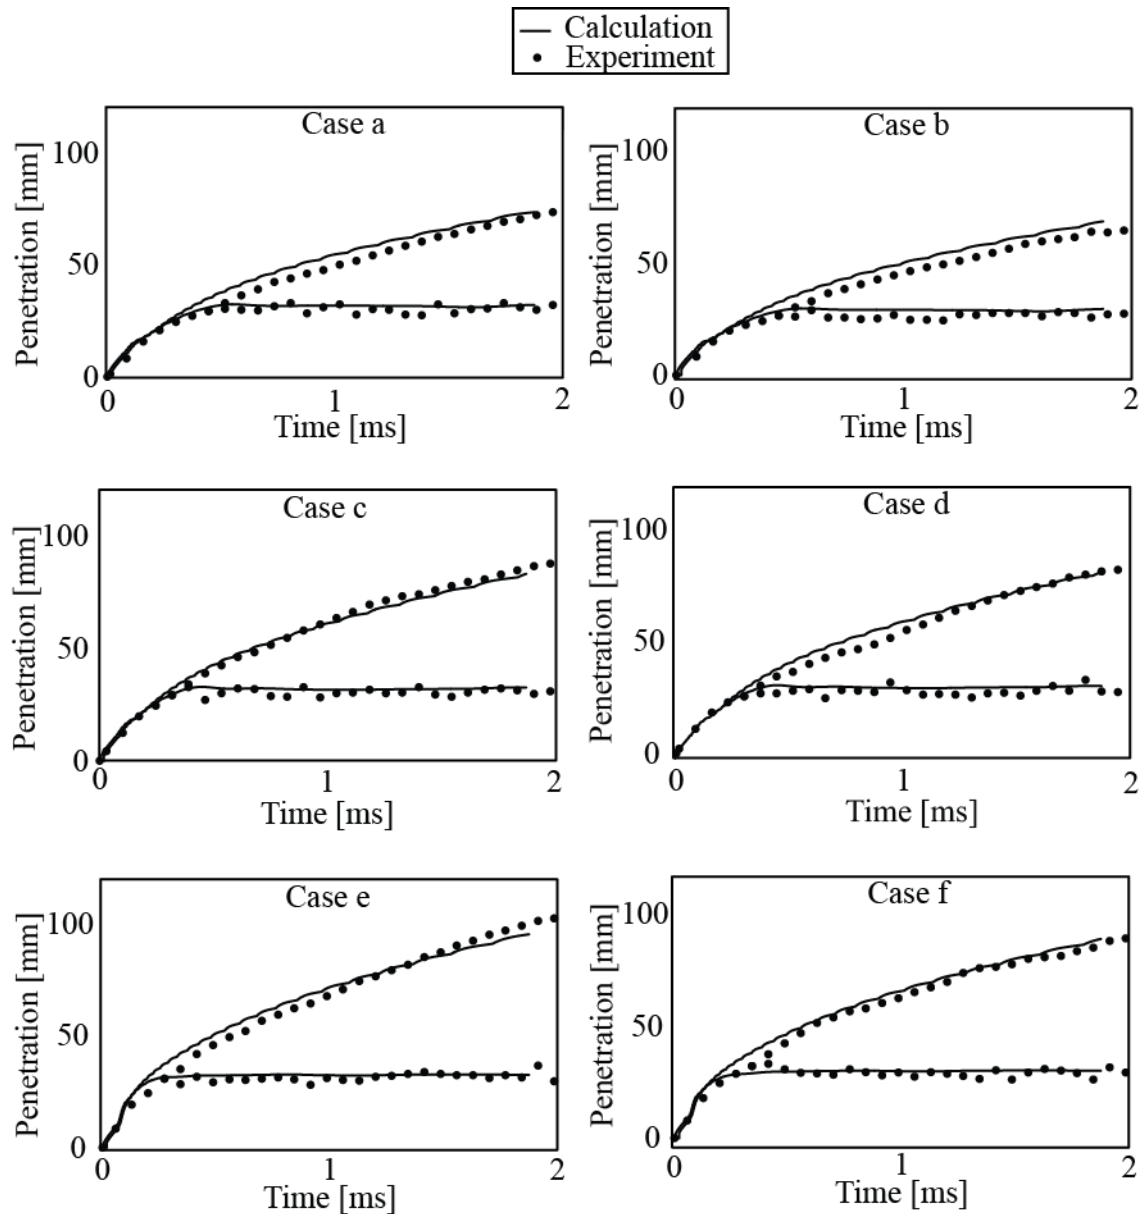 Calculation
Experiment
Case a
Penetration [mm]
100
50
0
0 1 2
Time [ms]
Case b
Penetration [mm]
100
50
0
0 1 2
Time [ms]
Case c
Penetration [mm]
100
50
0
0 1 2
Time [ms]
Case d
Penetration [mm]
100
50
0
0 1 2
Time [ms]
Case e
Penetration [mm]
100
50
0
0 1 2
Time [ms]
Case f
Penetration [mm]
100
50
0
0 1 2
Time [ms]